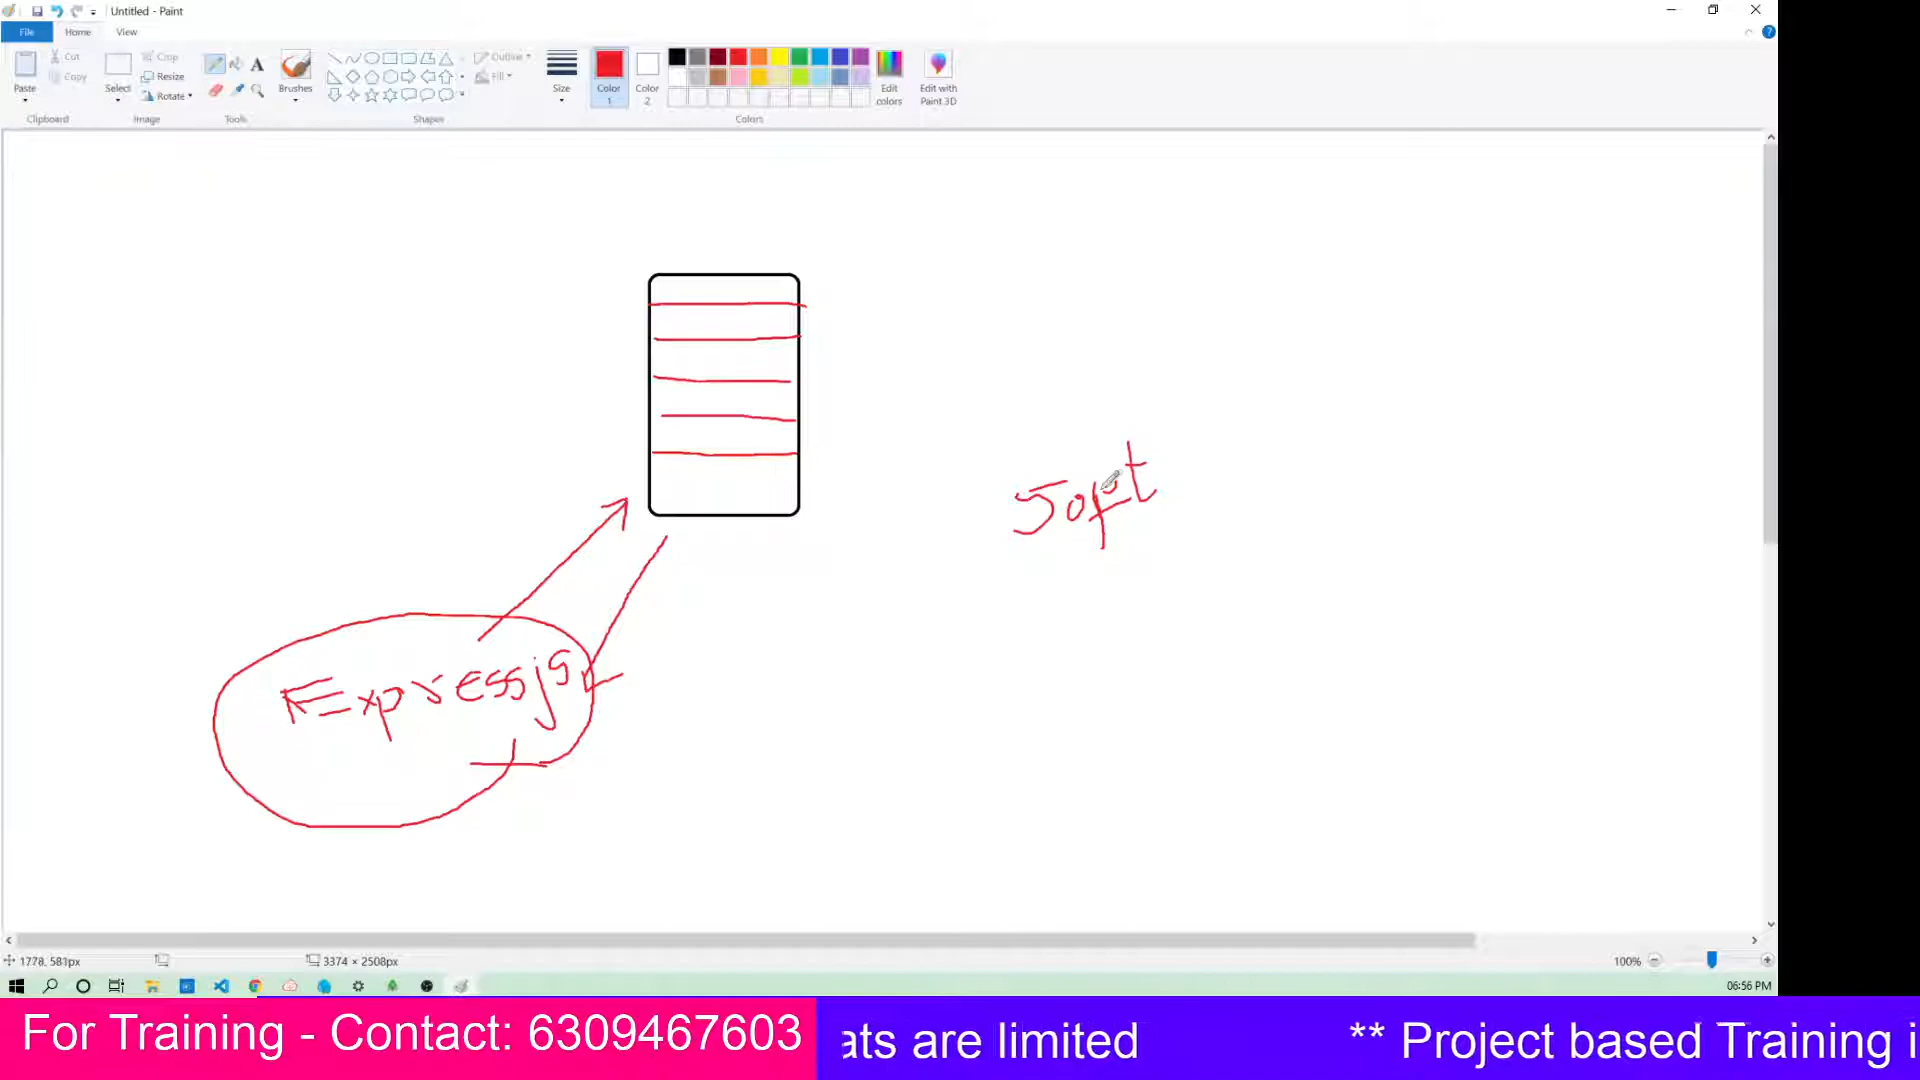 Untitled - Paint
File Home View
Paste Cut Copy Clipboard
Select Crop Resize Rotate Image
Tools
Brushes
Outline Fill Shapes
Size
Color 1
Color 2
Edit colors
Colors
Edit with Paint 3D
Expressjs
1778, 581px
3374 × 2508px
100%
06:56 PM
For Training - Contact: 6309467603
ats are limited
** Project based Training i